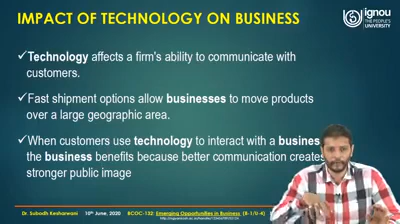 IMPACT OF TECHNOLOGY ON BUSINESS
ignou
THE PEOPLE'S
UNIVERSITY
✓Technology affects a firm's ability to communicate with
customers.
✓Fast shipment options allow businesses to move products
over a large geographic area.
✓When customers use technology to interact with a busines
the business benefits because better communication creates
stronger public image
Dr. Subodh Kesharwani 10th June, 2020 BCOC-132: Emerging Opportunities in Business (B-1/U-4)